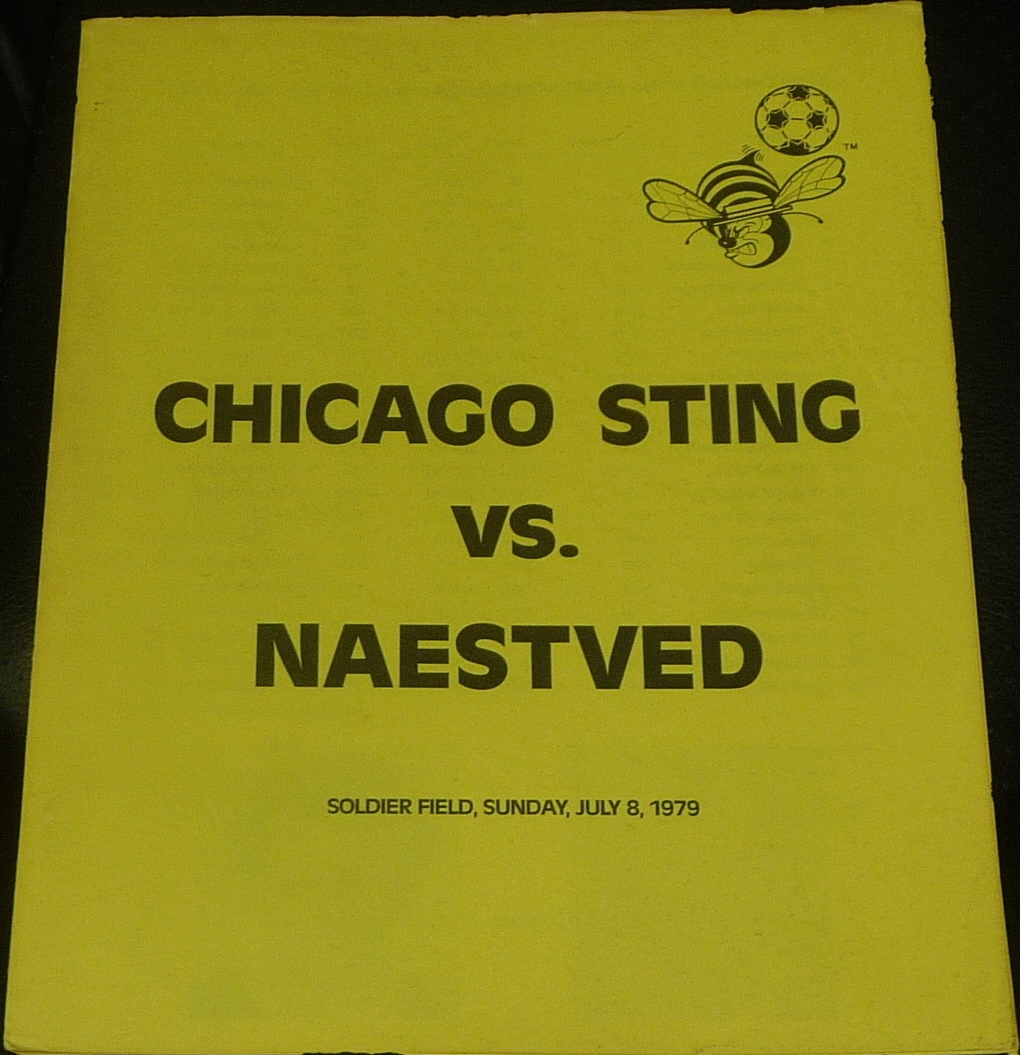 TM
CHICAGO STING
VS.
NAESTVED
SOLDIER FIELD, SUNDAY, JULY 8, 1979